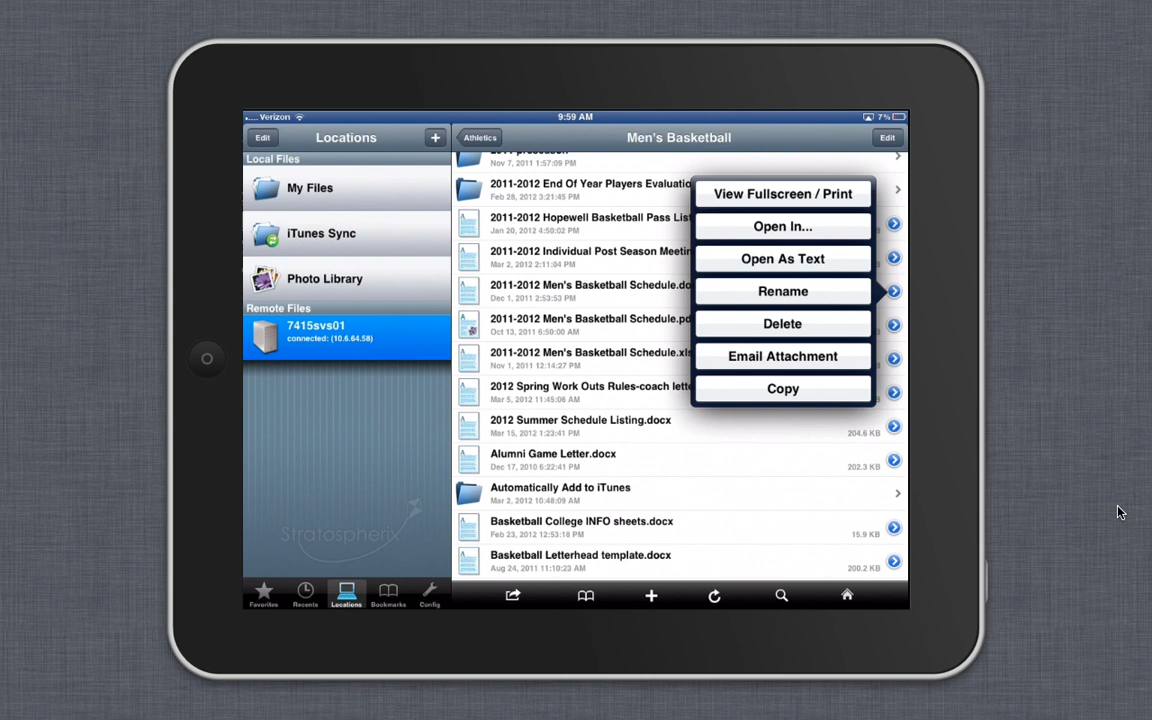 ..... Verizon
9:59 AM
7%
Edit
Locations
+
Local Files
My Files
iTunes Sync
Photo Library
Remote Files
7415svs01
connected: (10.6.64.58)
Stratospherix
Favorites
Recents
Locations
Bookmarks
Config
Athletics
Men's Basketball
Edit
Nov 7, 2011 1:57:09 PM
2011-2012 End Of Year Players Evaluatio
Feb 28, 2012 3:21:45 PM
2011-2012 Hopewell Basketball Pass Lis
Jan 20, 2012 4:50:02 PM
2011-2012 Individual Post Season Meetin
Mar 2, 2012 2:11:04 PM
2011-2012 Men's Basketball Schedule.do
Dec 1, 2011 2:53:53 PM
2011-2012 Men's Basketball Schedule.pd
Oct 13, 2011 6:50:00 AM
2011-2012 Men's Basketball Schedule.xls
Nov 1, 2011 12:14:27 PM
2012 Spring Work Outs Rules-coach lette
Mar 5, 2012 11:45:06 AM
2012 Summer Schedule Listing.docx
Mar 15, 2012 1:23:41 PM
204.6 KB
Alumni Game Letter.docx
Dec 17, 2010 6:22:41 PM
202.3 KB
Automatically Add to iTunes
Mar 2, 2012 10:48:09 AM
Basketball College INFO sheets.docx
Feb 23, 2012 12:53:18 PM
15.9 KB
Basketball Letterhead template.docx
Aug 24, 2011 11:10:23 AM
200.2 KB
View Fullscreen / Print
Open In...
Open As Text
Rename
Delete
Email Attachment
Copy